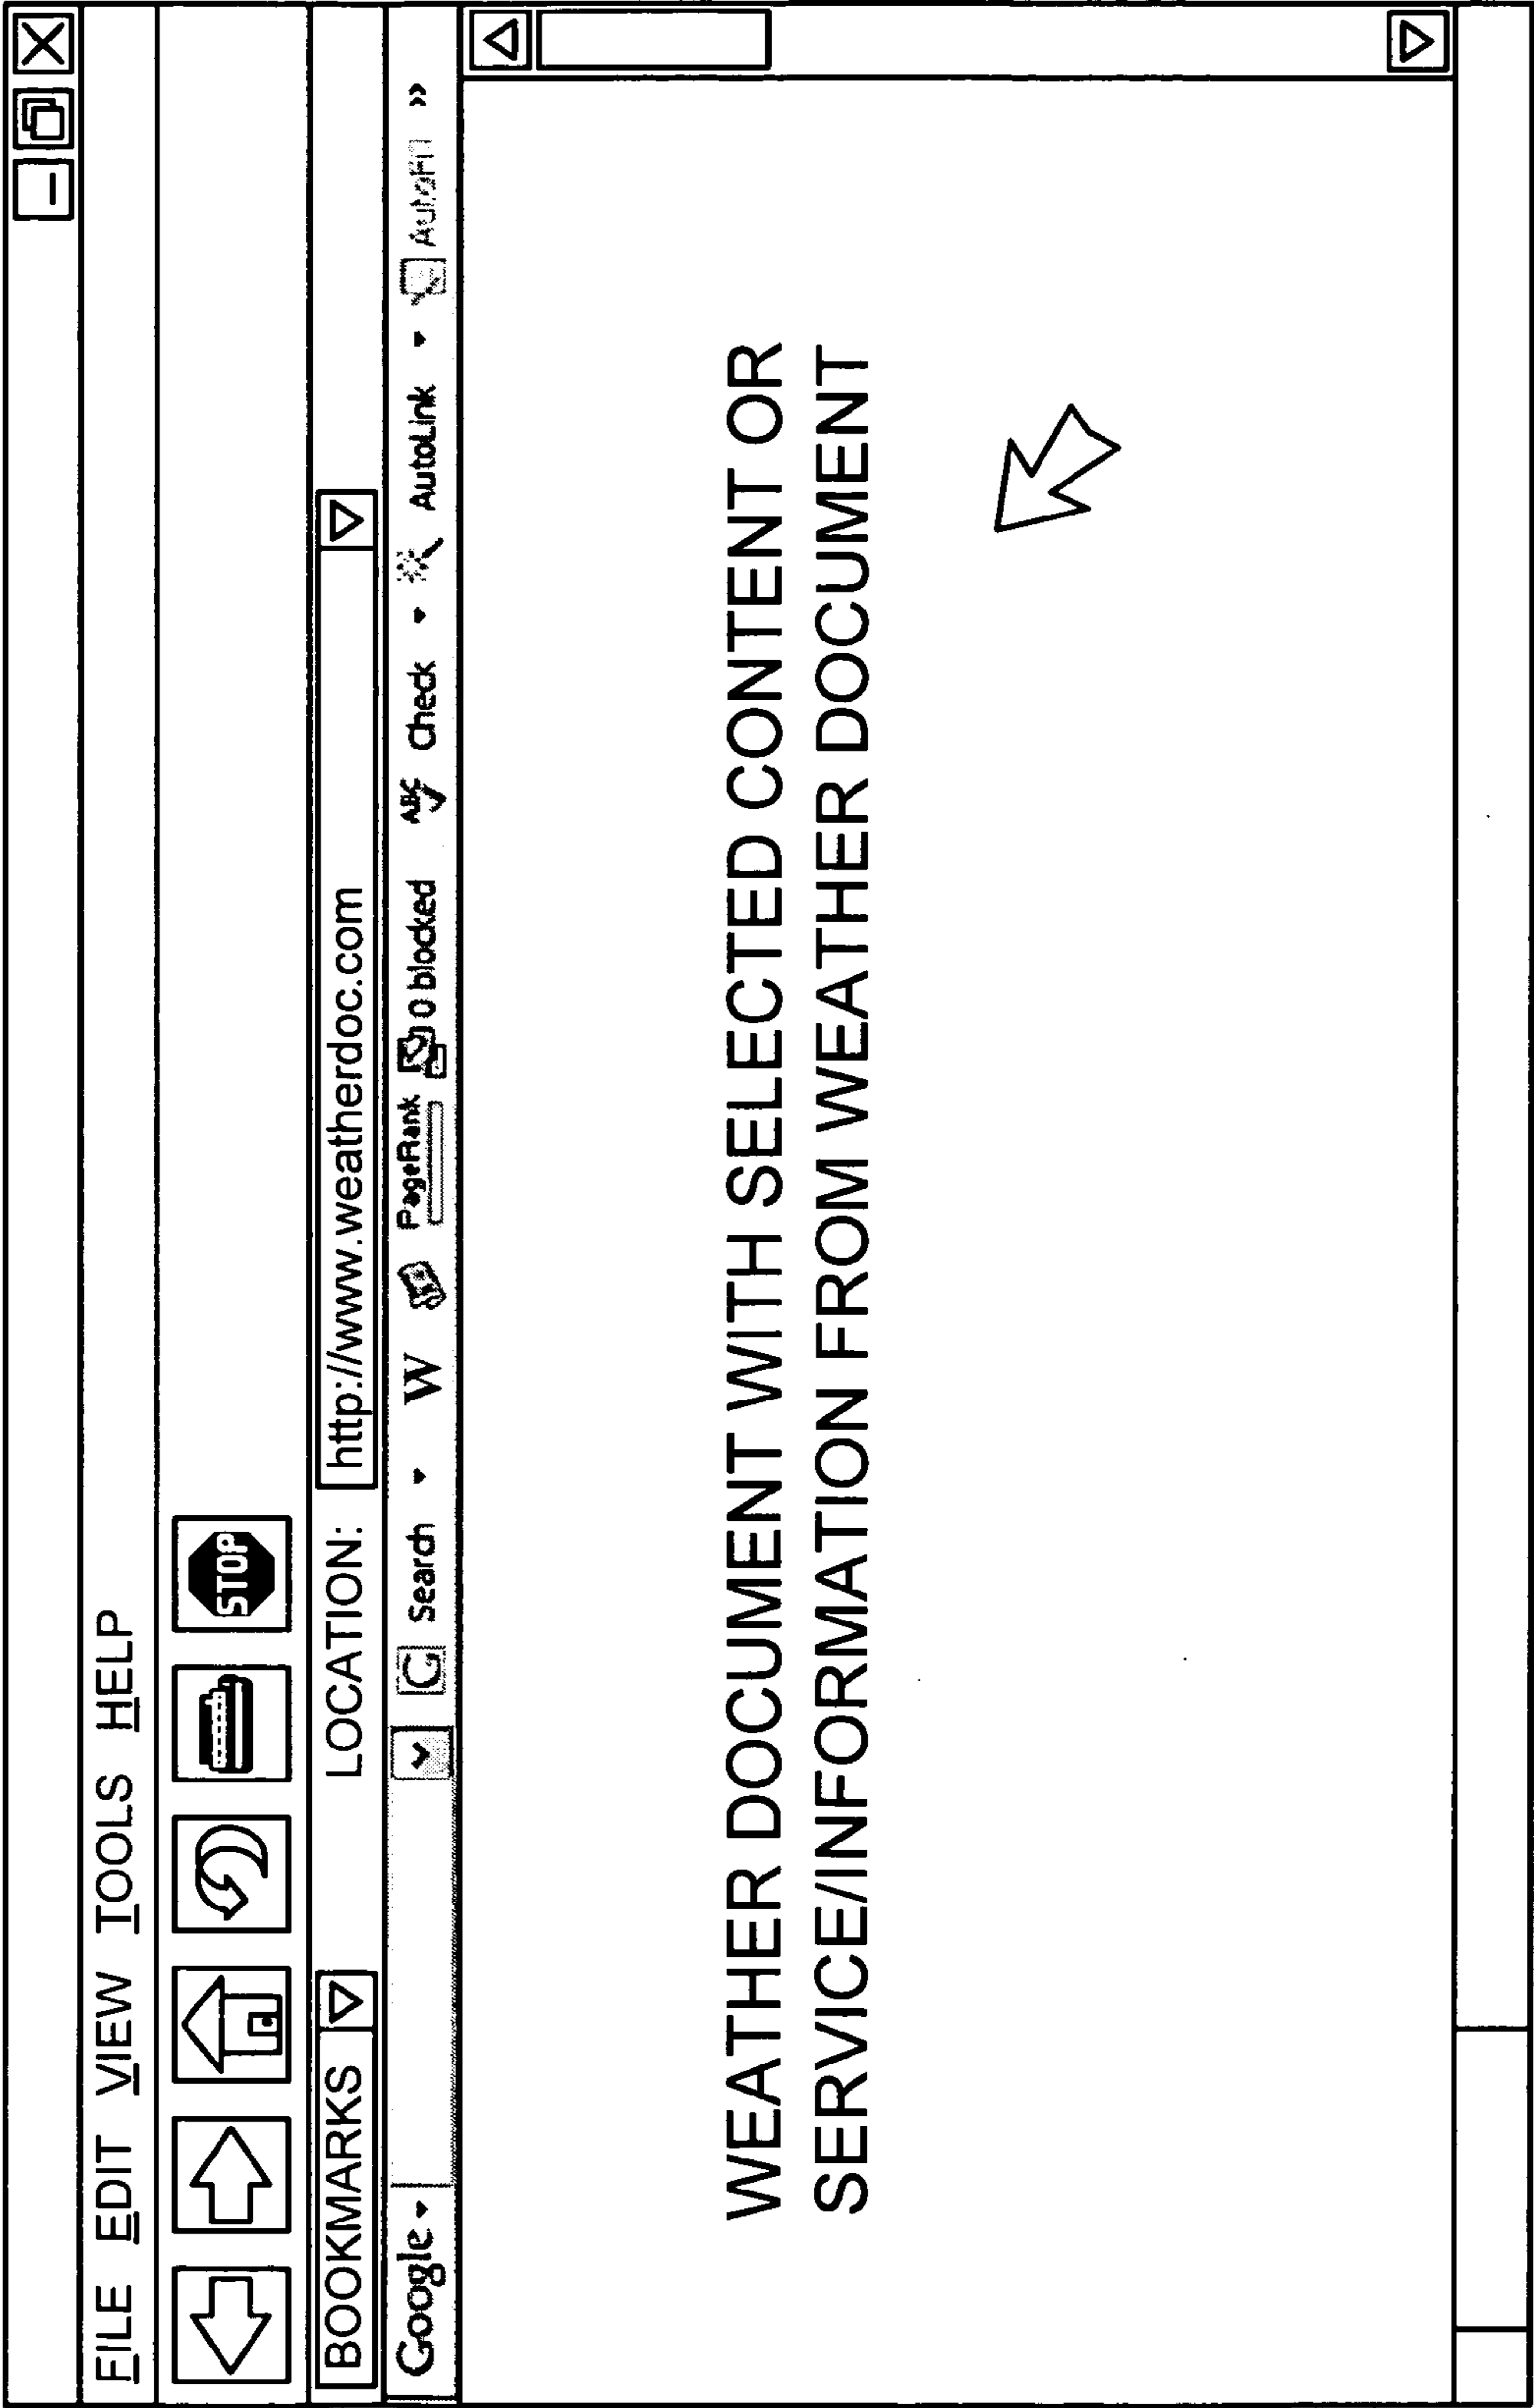 FILE EDIT VIEW TOOLS HELP
STOP
BOOKMARKS LOCATION: http://www.weatherdoc.com
Google G Search W PageRank 0 blocked ABC Check AutoLink AutoFill »
WEATHER DOCUMENT WITH SELECTED CONTENT OR
SERVICE/INFORMATION FROM WEATHER DOCUMENT